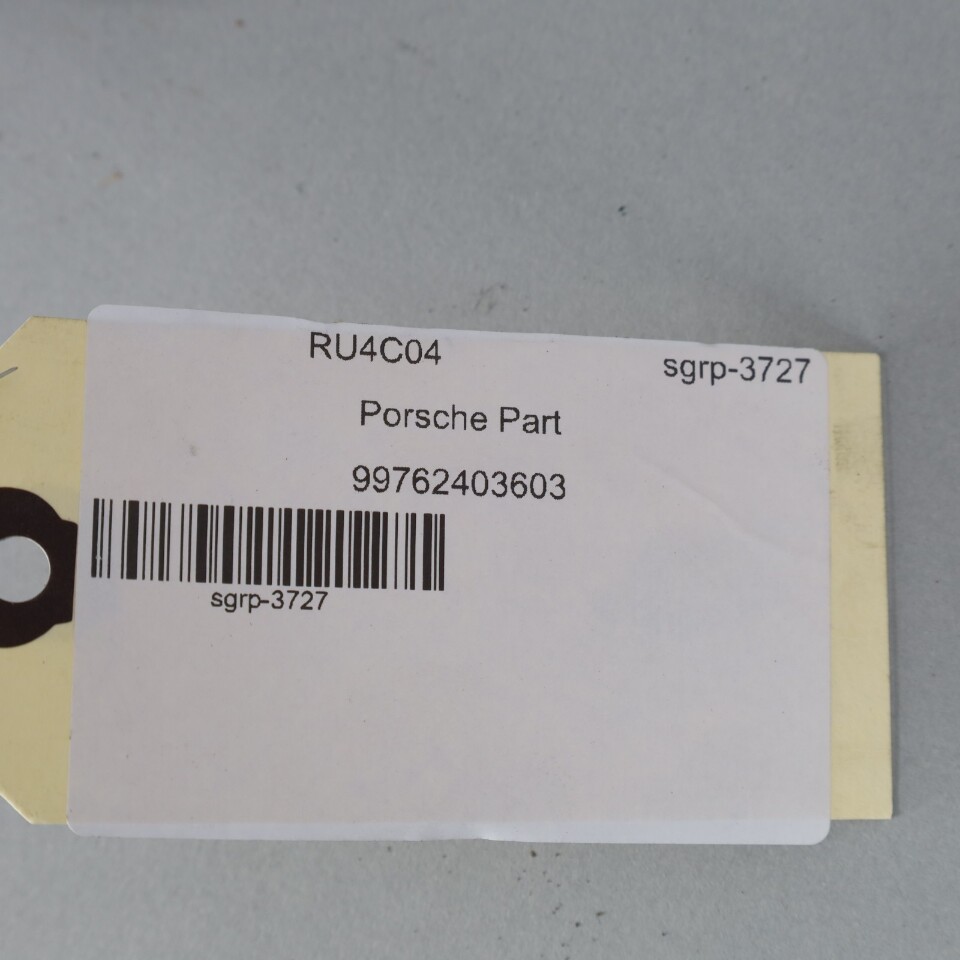 RU4C04 sgrp-3727
Porsche Part
99762403603
sgrp-3727